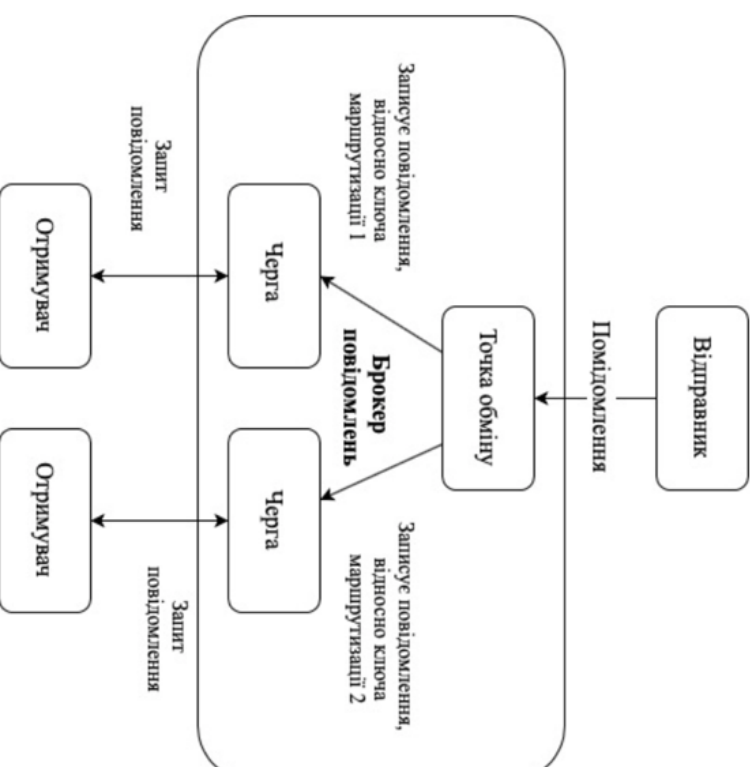 Відправник
Помідомлення
Точка обміну
Записує повідомлення,
відносно ключа
маршрутизації 1
Брокер
повідомлень
Записує повідомлення,
відносно ключа
маршрутизації 2
Черга
Черга
Запит
повідомлення
Запит
повідомлення
Отримувач
Отримувач